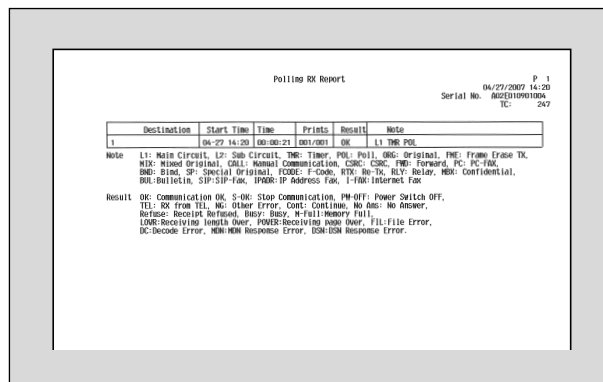 Polling RX Report
P 1
04/27/2007 14:20
Serial No. A02E010901004
TC: 247
Destination Start Time Time Prints Result Note
1 04-27 14:20 00:00:21 001/001 OK L1 TMR POL
Note L1: Main Circuit, L2: Sub Circuit, TMR: Timer, POL: Poll, ORG: Original, FME: Frame Erase TX,
MIX: Mixed Original, CALL: Manual Communication, CSRC: CSRC, FWD: Forward, PC: PC-FAX,
BND: Bind, SP: Special Original, FCODE: F-Code, RTX: Re-Tx, RLY: Relay, MBX: Confidential,
BUL:Bulletin, SIP:SIP-Fax, IPADR:IP Address Fax, I-FAX:Internet Fax
Result OK: Communication OK, S-OK: Stop Communication, PW-OFF: Power Switch OFF,
TEL: RX from TEL, NG: Other Error, Cont: Continue, No Ans: No Answer,
Refuse: Receipt Refused, Busy: Busy, M-Full:Memory Full,
LOVR:Receiving length Over, POVER:Receiving page Over, FIL:File Error,
DC:Decode Error, MDN:MDN Response Error, DSN:DSN Response Error.